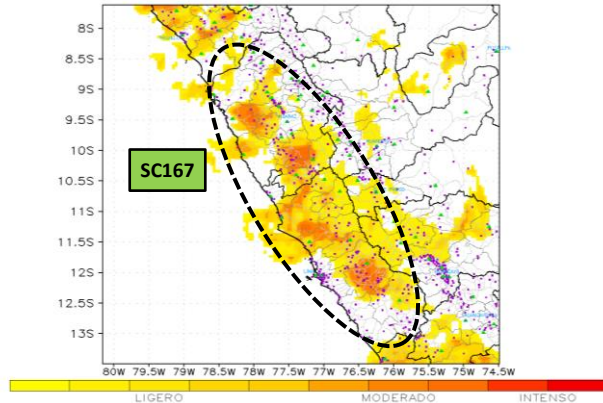 8S
8.5S
9S
9.5S
10S
10.5S
11S
11.5S
12S
12.5S
13S
SC167
80W 79.5W 79W 78.5W 78W 77.5W 77W 76.5W 76W 75.5W 75W 74.5W
LIGERO MODERADO INTENSO